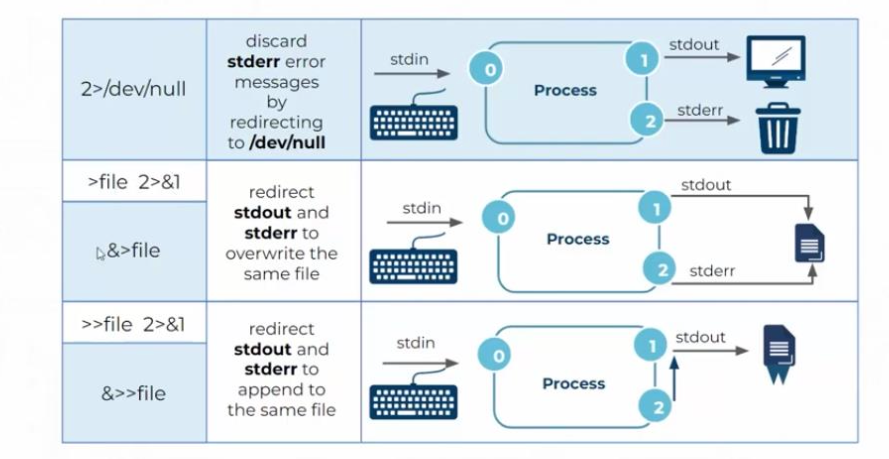 2>/dev/null
discard
stderr error
messages
by
redirecting
to /dev/null
stdin
0
Process
1
2
stdout
stderr
>file 2>&1
&>file
redirect
stdout and
stderr to
overwrite the
same file
stdin
0
Process
1
2
stdout
stderr
>>file 2>&1
&>>file
redirect
stdout and
stderr to
append to
the same file
stdin
0
Process
1
2
stdout